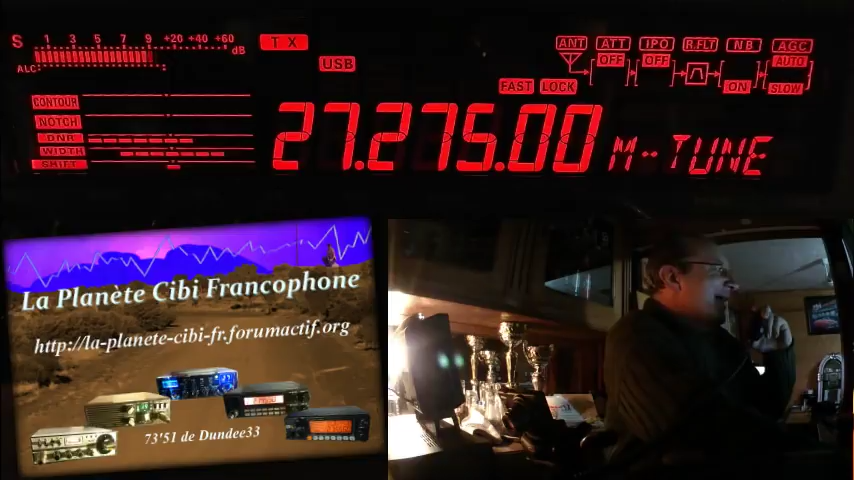 S 1 3 5 7 9 +20 +40 +60 dB
ALC
TX
USB
ANT ATT IPO R.FLT NB AGC
OFF OFF AUTO
ON SLOW
FAST LOCK
CONTOUR
NOTCH
DNR
WIDTH
SHIFT
27.275.00 M-TUNE
La Planète Cibi Francophone
http://la-planete-cibi-fr.forumactif.org
73'51 de Dundee33